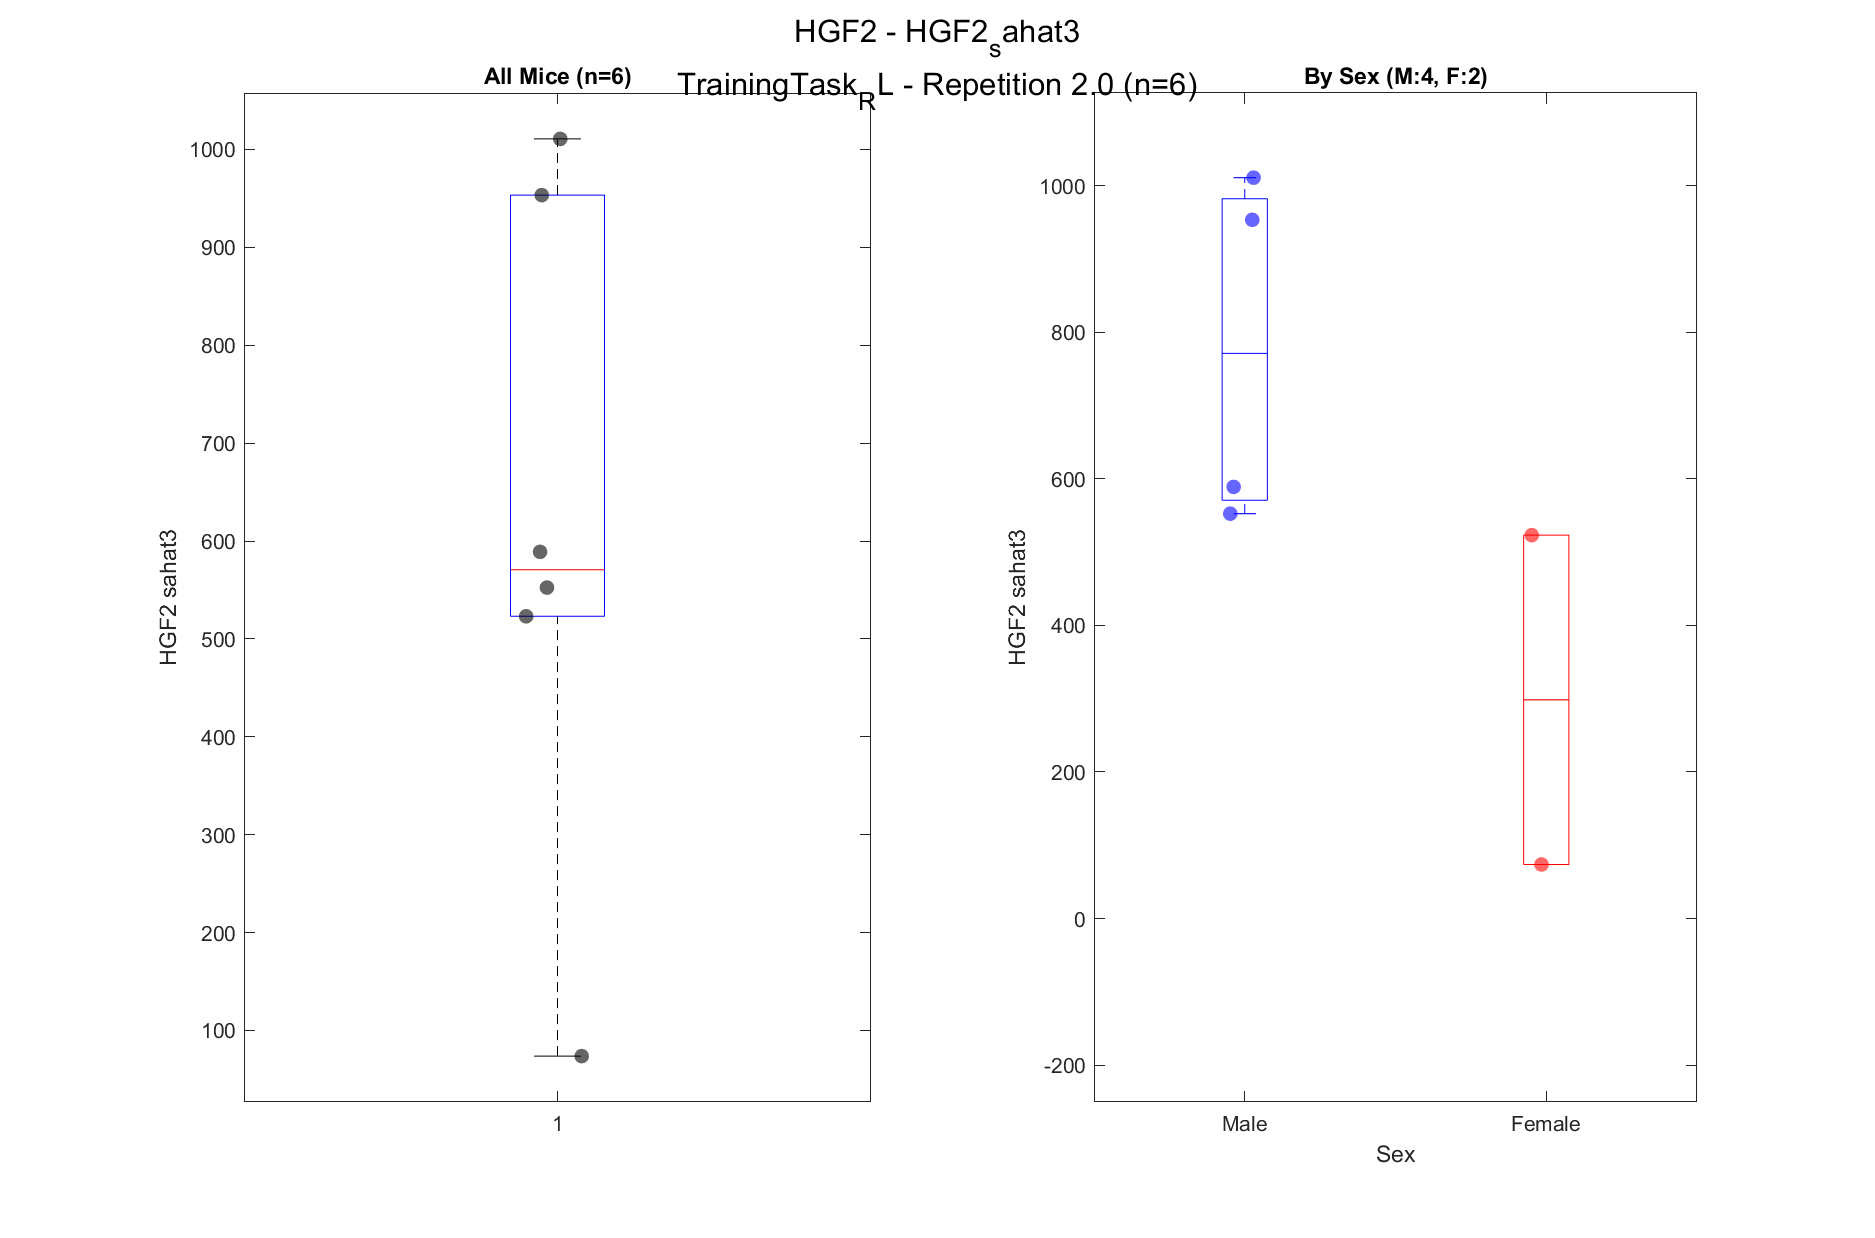 HGF2 - HGF2sahat3
TrainingTaskRL - Repetition 2.0 (n=6)
All Mice (n=6)
1000
900
800
700
600
500
400
300
200
100
HGF2 sahat3
1
By Sex (M:4, F:2)
1000
800
600
400
200
0
-200
HGF2 sahat3
Male
Female
Sex